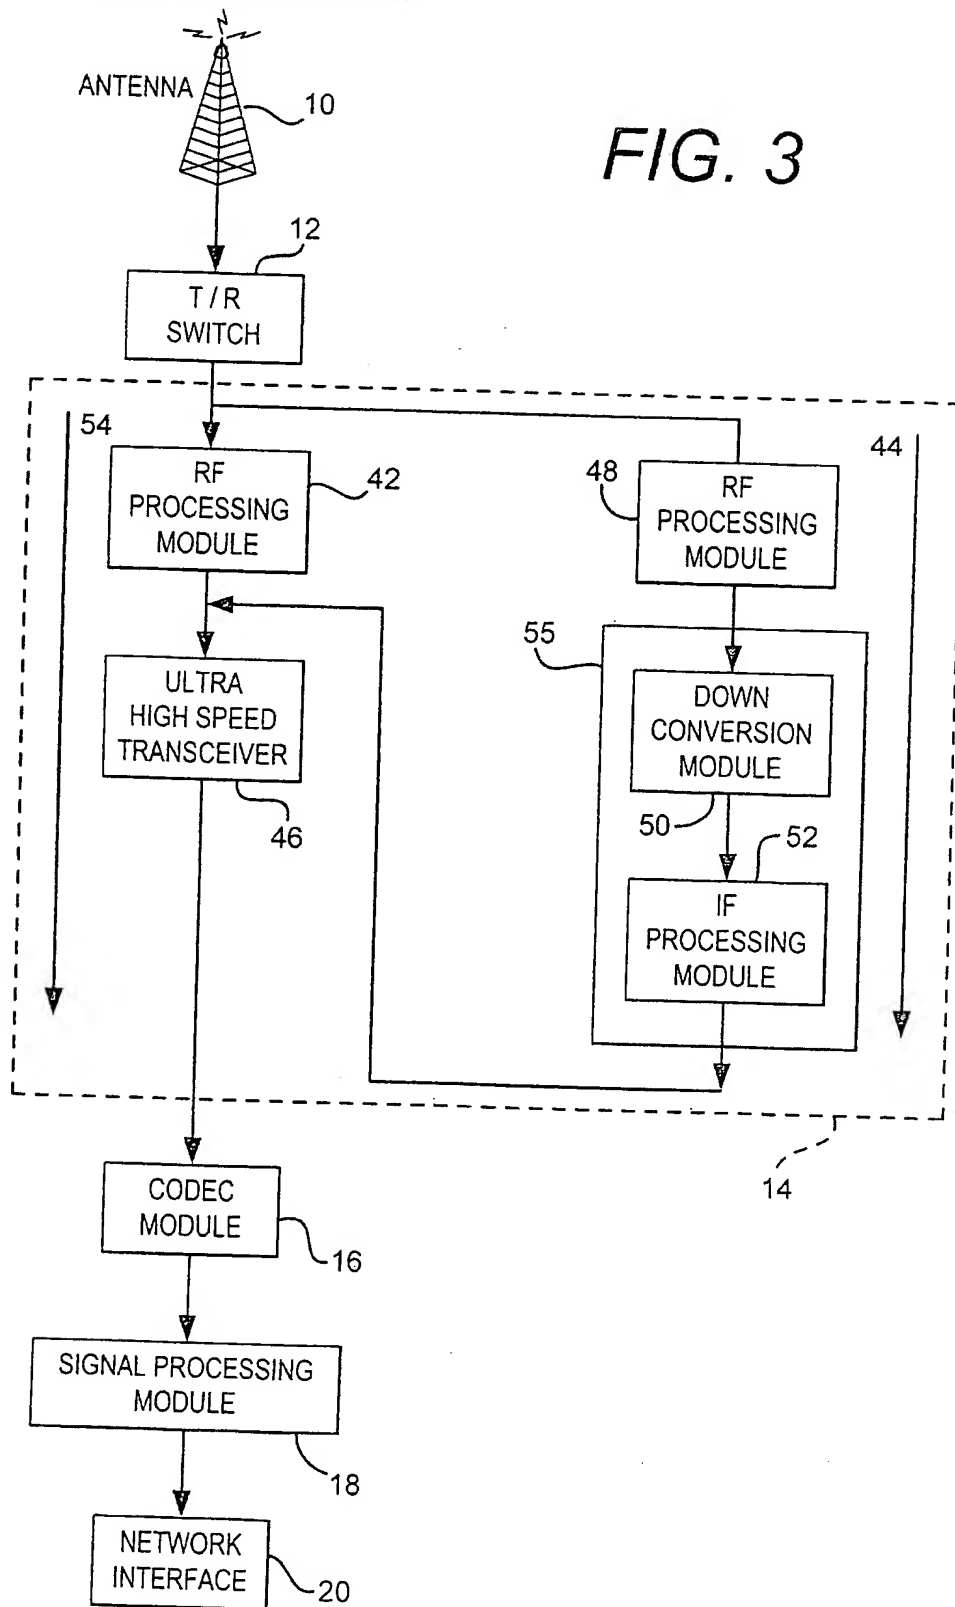 ANTENNA
10
FIG. 3
12
T / R
SWITCH
54
44
RF
PROCESSING
MODULE
42
48
RF
PROCESSING
MODULE
55
ULTRA
HIGH SPEED
TRANSCEIVER
46
DOWN
CONVERSION
MODULE
50
52
IF
PROCESSING
MODULE
14
CODEC
MODULE
16
SIGNAL PROCESSING
MODULE
18
NETWORK
INTERFACE
20